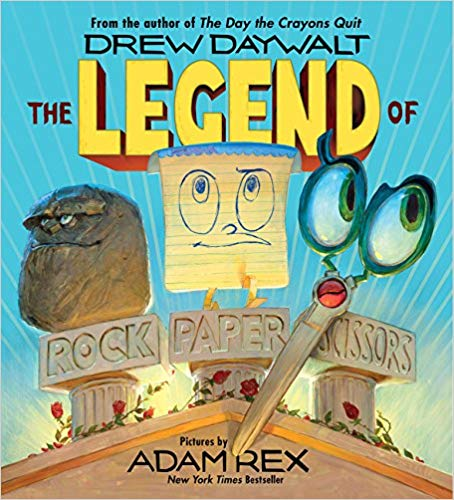 From the author of The Day the Crayons Quit
DREW DAYWALT
THE LEGEND OF
ROCK PAPER SCISSORS
Pictures by
ADAM REX
New York Times Bestseller